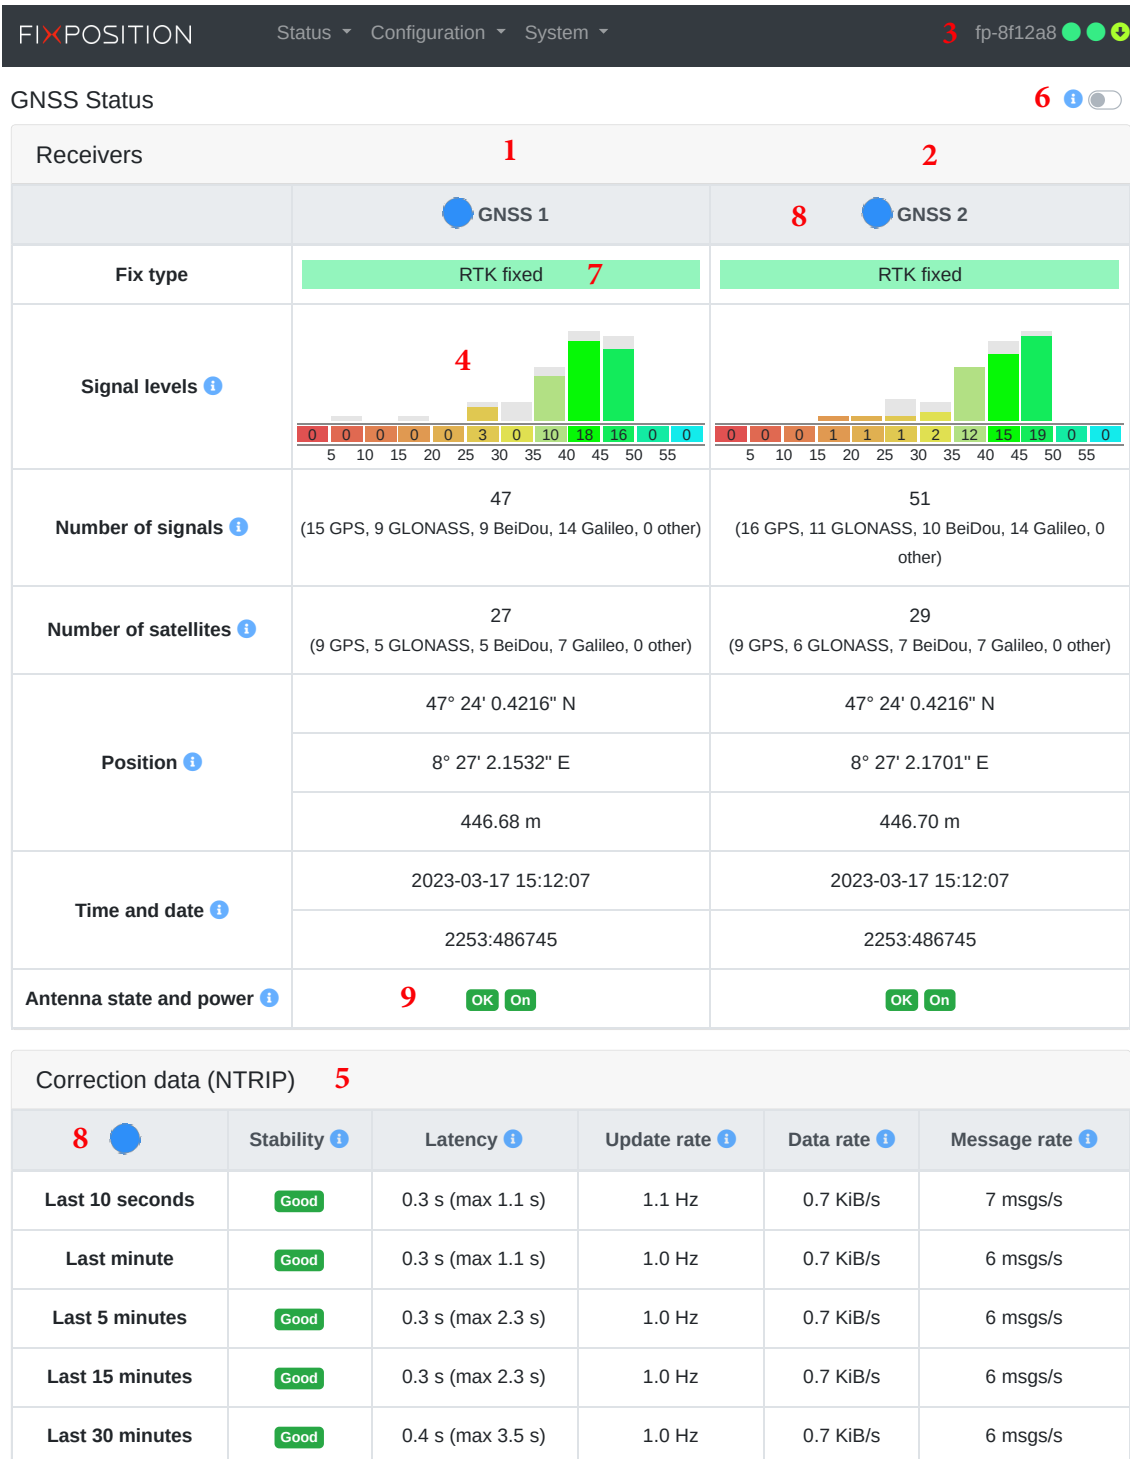 FIXPOSITION Status Configuration System 3 fp-8f12a8
GNSS Status 6
Receivers 1 2
GNSS 1 8 GNSS 2
Fix type RTK fixed 7 RTK fixed
Signal levels 4
0 0 0 0 0 3 0 10 18 16 0 0 0 0 0 1 1 1 2 12 15 19 0 0
5 10 15 20 25 30 35 40 45 50 55 5 10 15 20 25 30 35 40 45 50 55
Number of signals 47 51
(15 GPS, 9 GLONASS, 9 BeiDou, 14 Galileo, 0 other) (16 GPS, 11 GLONASS, 10 BeiDou, 14 Galileo, 0
other)
Number of satellites 27 29
(9 GPS, 5 GLONASS, 5 BeiDou, 7 Galileo, 0 other) (9 GPS, 6 GLONASS, 7 BeiDou, 7 Galileo, 0 other)
47° 24' 0.4216" N 47° 24' 0.4216" N
Position 8° 27' 2.1532" E 8° 27' 2.1701" E
446.68 m 446.70 m
Time and date 2023-03-17 15:12:07 2023-03-17 15:12:07
2253:486745 2253:486745
Antenna state and power 9 OK On OK On
Correction data (NTRIP) 5
8 Stability Latency Update rate Data rate Message rate
Last 10 seconds Good 0.3 s (max 1.1 s) 1.1 Hz 0.7 KiB/s 7 msgs/s
Last minute Good 0.3 s (max 1.1 s) 1.0 Hz 0.7 KiB/s 6 msgs/s
Last 5 minutes Good 0.3 s (max 2.3 s) 1.0 Hz 0.7 KiB/s 6 msgs/s
Last 15 minutes Good 0.3 s (max 2.3 s) 1.0 Hz 0.7 KiB/s 6 msgs/s
Last 30 minutes Good 0.4 s (max 3.5 s) 1.0 Hz 0.7 KiB/s 6 msgs/s